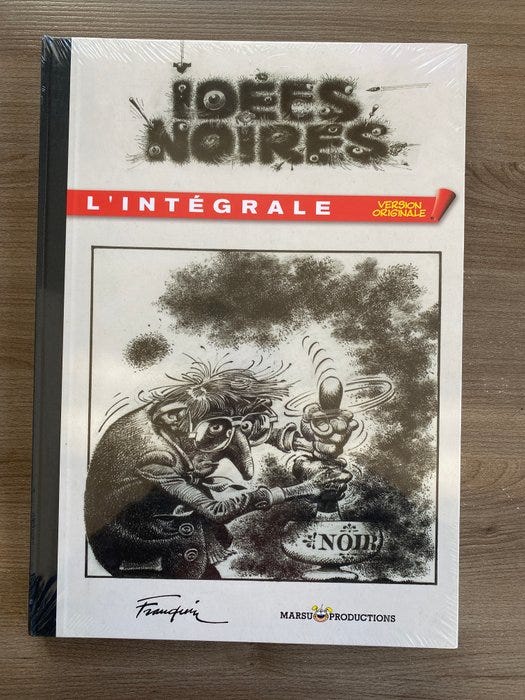 IDÉES
NOIRES
L'INTÉGRALE
VERSION
ORIGINALE !
NOIR
Franquin
MARSU PRODUCTIONS